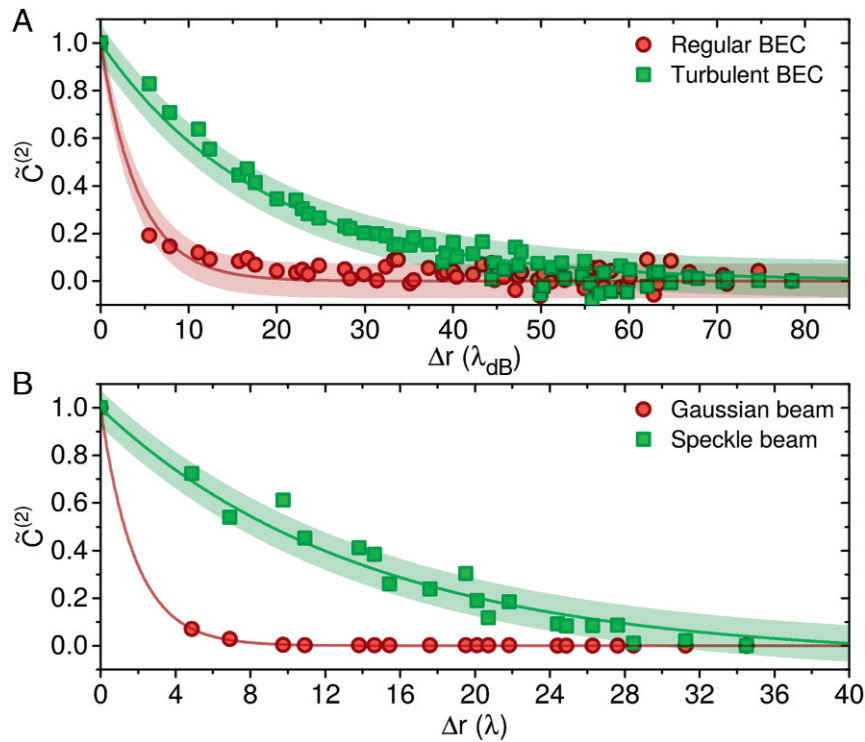 A
1.0
0.8
0.6
0.4
0.2
0.0
C̃(2)
Regular BEC
Turbulent BEC
0 10 20 30 40 50 60 70 80
Δr (λdB)
B
1.0
0.8
0.6
0.4
0.2
0.0
C̃(2)
Gaussian beam
Speckle beam
0 4 8 12 16 20 24 28 32 36 40
Δr (λ)